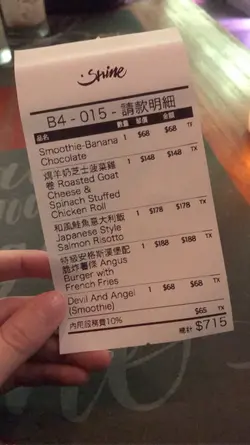 Shine
B4 - 015 - 請款明細
品名 數量 單價 金額 TX
Smoothie-Banana Chocolate 1 $68 $68 TX
焗羊奶芝士菠菜雞 1 $148 $148 TX
卷 Roasted Goat
Cheese &
Spinach Stuffed
Chicken Roll
和風鮭魚意大利飯 1 $178 $178 TX
Japanese Style
Salmon Risotto
特級安格斯漢堡配 1 $188 $188 TX
脆炸薯條 Angus
Burger with
French Fries
Devil And Angel 1 $68 $68 TX
(Smoothie)
內用服務費10% $65 TX
總計 $715